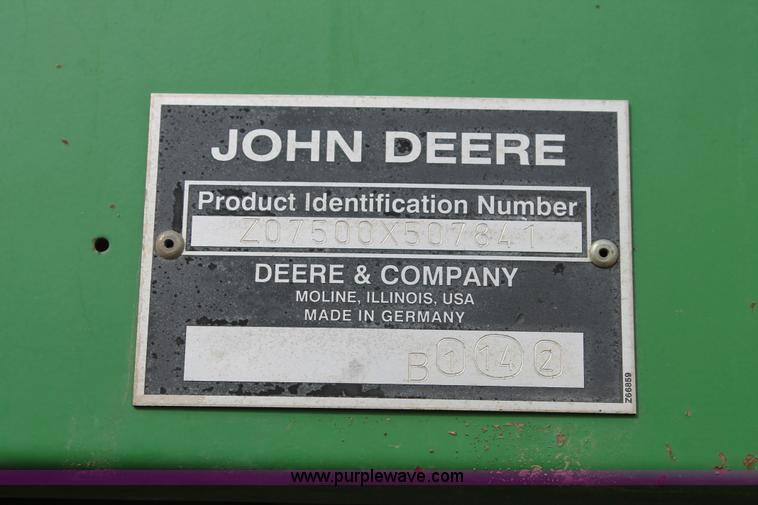 JOHN DEERE
Product Identification Number
Z07500X507841
DEERE & COMPANY
MOLINE, ILLINOIS, USA
MADE IN GERMANY
B 1 14 2
Z66859
www.purplewave.com